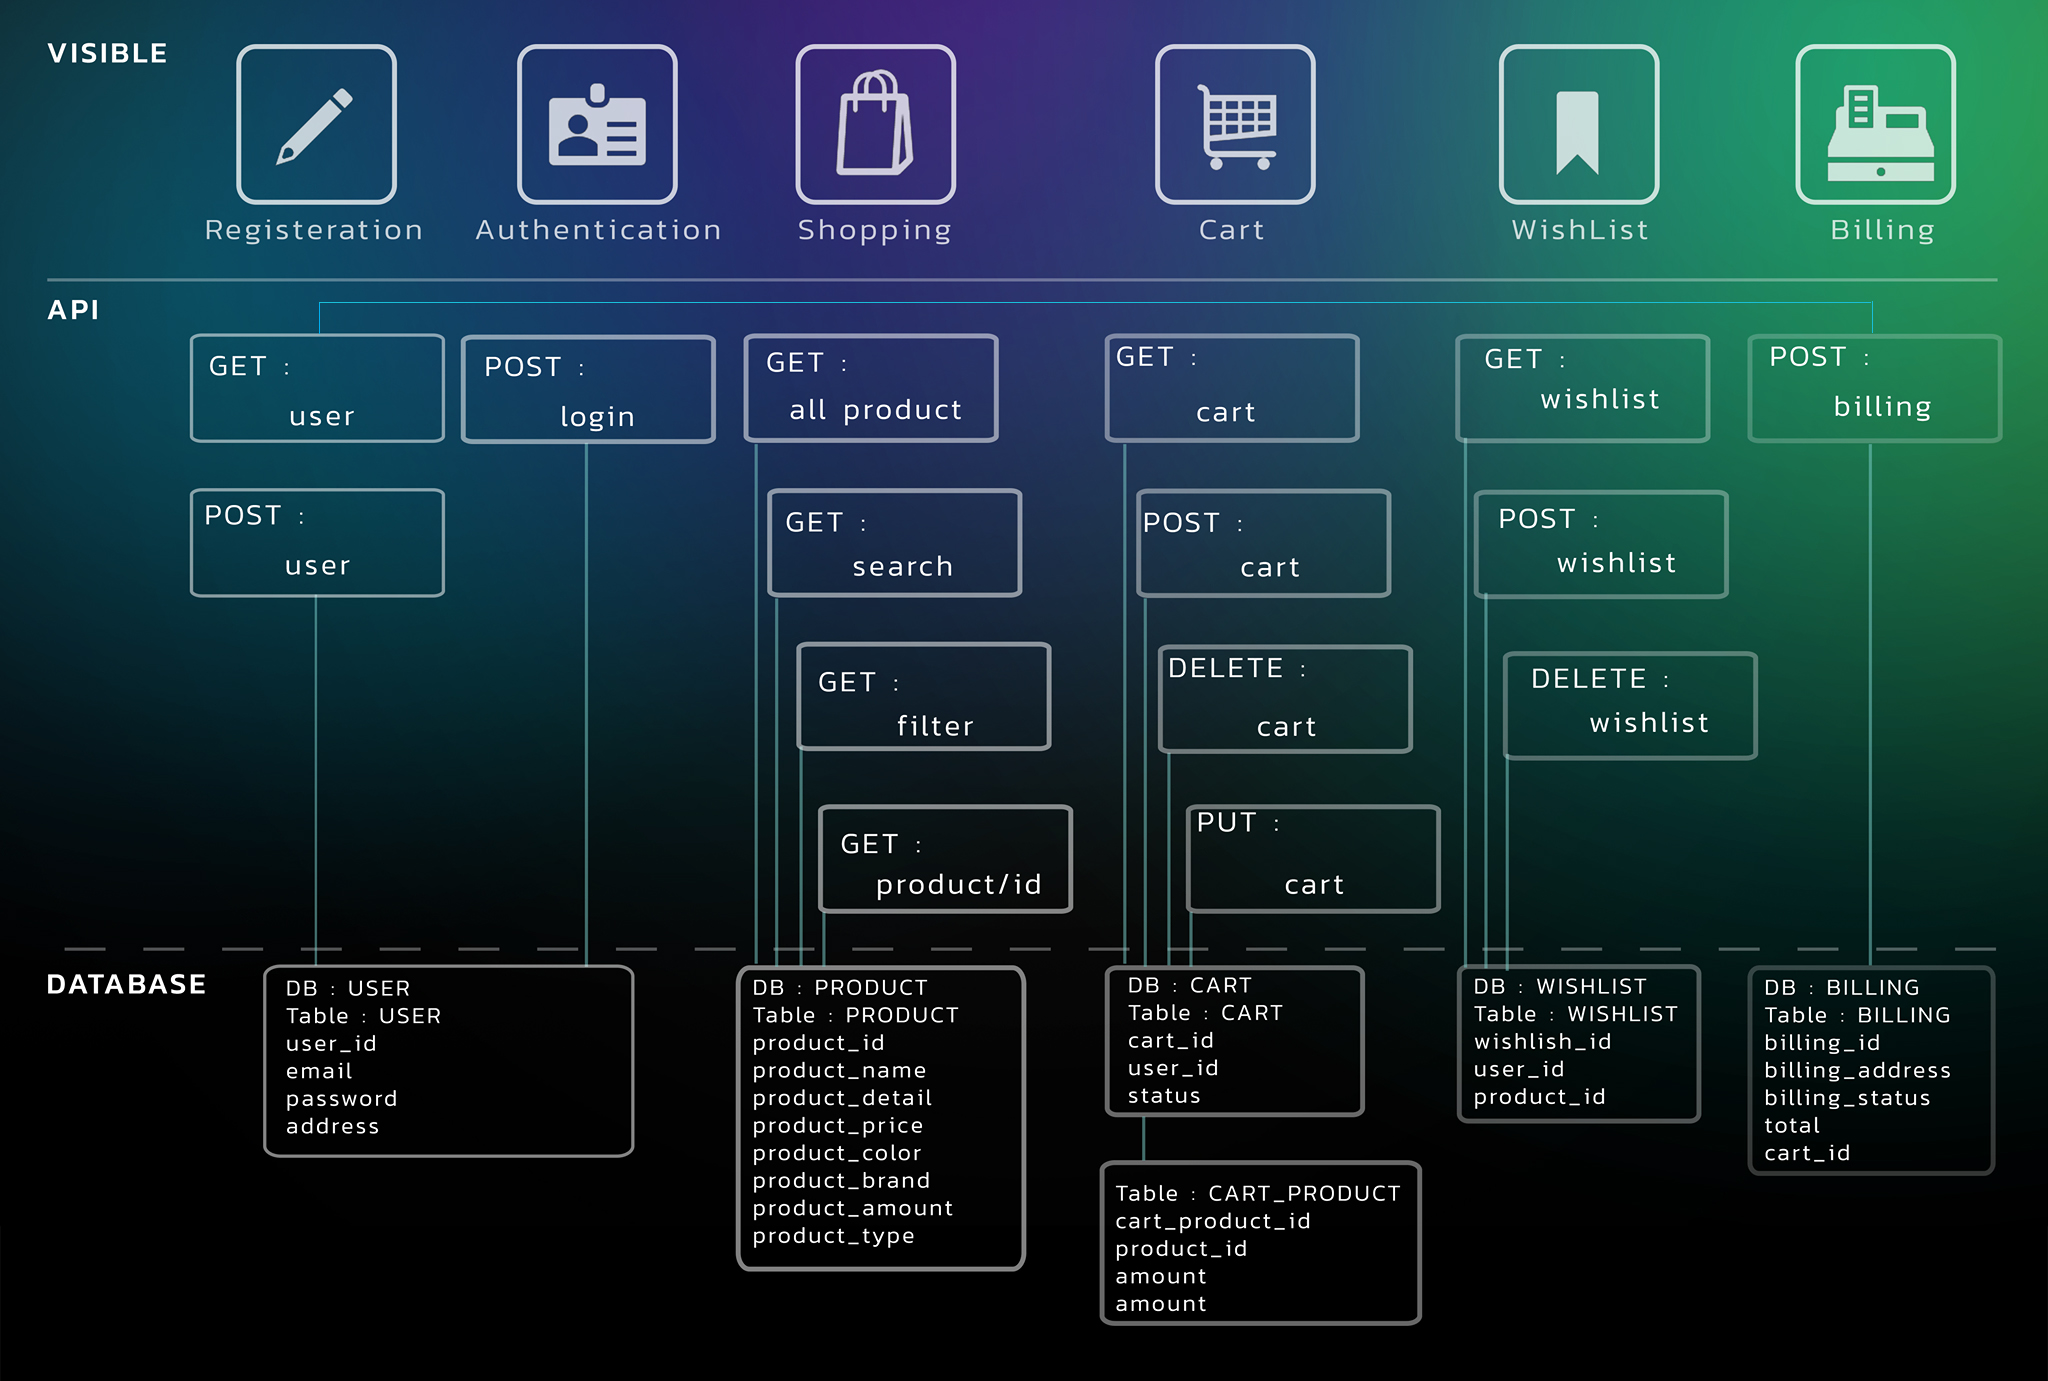 VISIBLE
Registeration
Authentication
Shopping
Cart
WishList
Billing
API
GET :
user
POST :
login
GET :
all product
GET :
cart
GET :
wishlist
POST :
billing
POST :
user
GET :
search
POST :
cart
POST :
wishlist
GET :
filter
DELETE :
cart
DELETE :
wishlist
GET :
product/id
PUT :
cart
DATABASE
DB : USER
Table : USER
user_id
email
password
address
DB : PRODUCT
Table : PRODUCT
product_id
product_name
product_detail
product_price
product_color
product_brand
product_amount
product_type
DB : CART
Table : CART
cart_id
user_id
status
Table : CART_PRODUCT
cart_product_id
product_id
amount
amount
DB : WISHLIST
Table : WISHLIST
wishlish_id
user_id
product_id
DB : BILLING
Table : BILLING
billing_id
billing_address
billing_status
total
cart_id